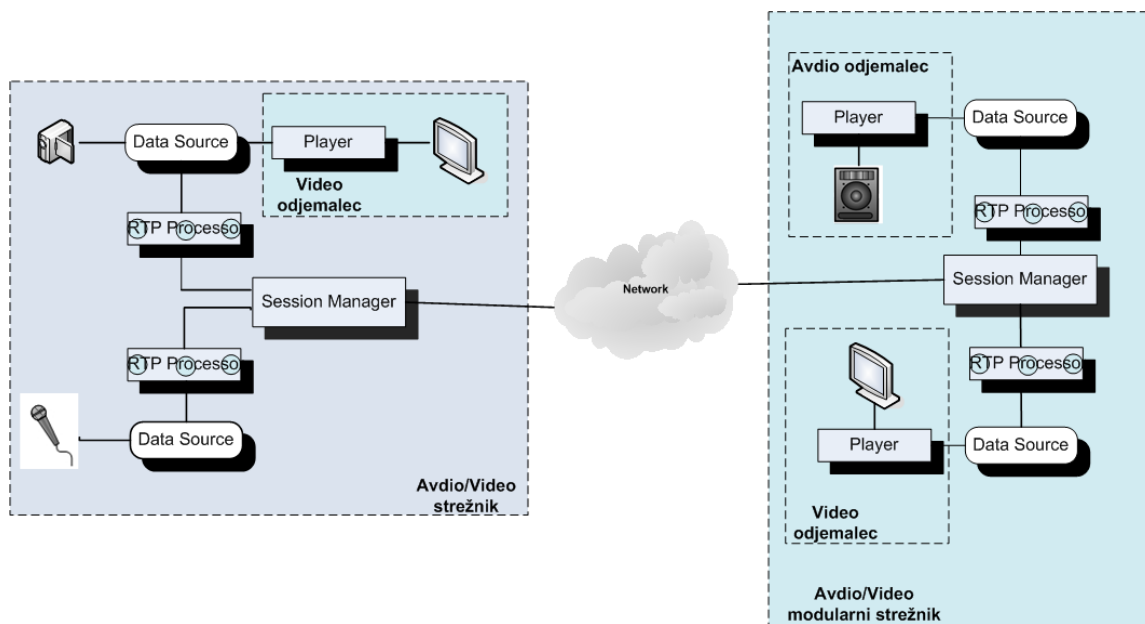 Data Source
Player
Video
odjemalec
RTP Processo
Session Manager
RTP Processo
Data Source
Avdio/Video
strežnik
Network
Avdio odjemalec
Player
Data Source
RTP Processo
Session Manager
RTP Processo
Player
Data Source
Video
odjemalec
Avdio/Video
modularni strežnik